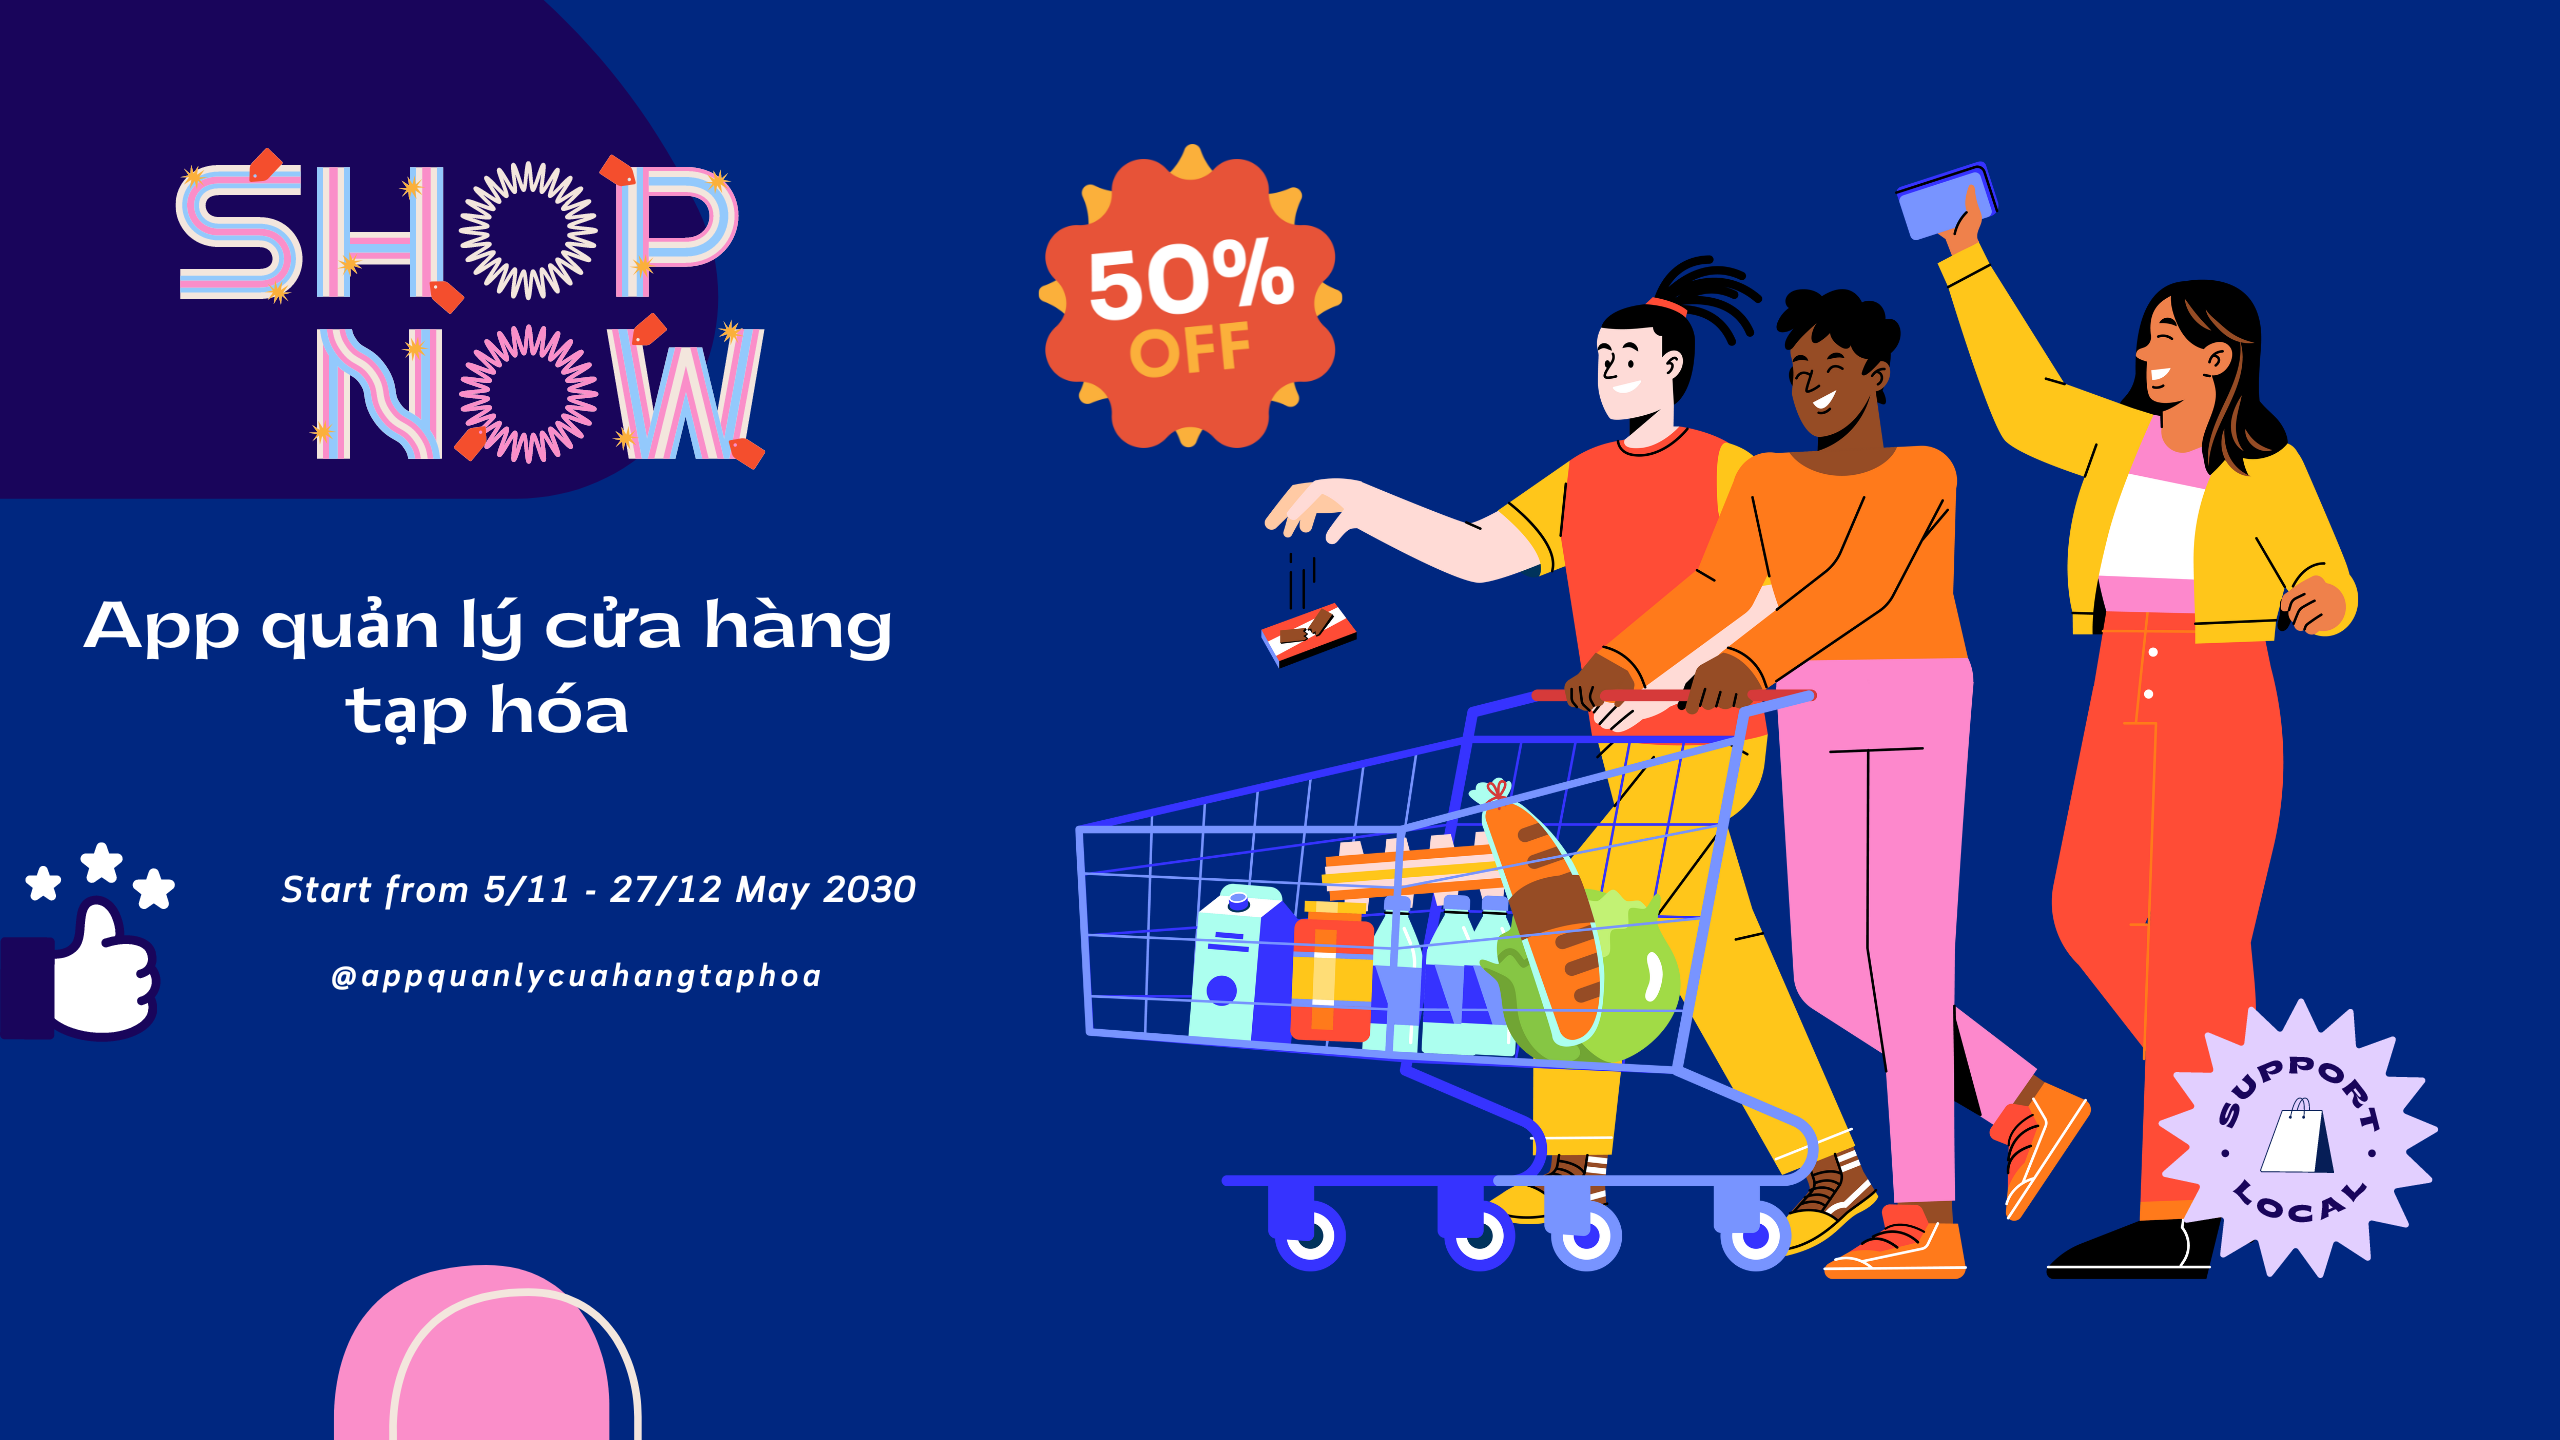 SHOP
NOW
50%
OFF
App quản lý cửa hàng
tạp hóa
Start from 5/11 - 27/12 May 2030
@appquanlycuahangtaphoa
SUPPORT
LOCAL